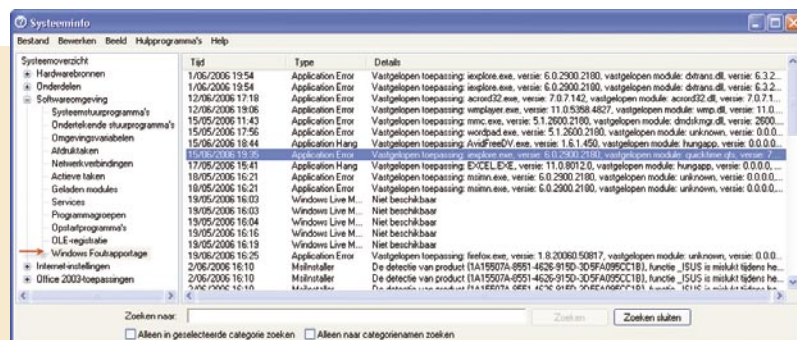 Systeeminfo
Bestand Bewerken Beeld Hulpprogramma's Help
Systeemoverzicht
Hardwarebronnen
Onderdelen
Softwareomgeving
Systeemstuurprogramma's
Ondertekende stuurprogramma's
Omgevingsvariabelen
Afdruktaken
Netwerkverbindingen
Actieve taken
Geladen modules
Services
Programmagroepen
Opstartprogramma's
OLE-registratie
Windows Foutrapportage
Internet-instellingen
Office 2003-toepassingen
Tijd Type Details
1/06/2006 19:54 Application Error Vastgelopen toepassing: iexplore.exe, versie: 6.0.2900.2180, vastgelopen module: dxtrans.dll, versie: 6.3.2...
1/06/2006 19:54 Application Error Vastgelopen toepassing: iexplore.exe, versie: 6.0.2900.2180, vastgelopen module: dxtrans.dll, versie: 6.3.2...
12/06/2006 17:18 Application Error Vastgelopen toepassing: acrord32.exe, versie: 7.0.7.142, vastgelopen module: acrord32.dll, versie: 7.0.7.1...
12/06/2006 19:06 Application Error Vastgelopen toepassing: wmplayer.exe, versie: 11.0.5358.4827, vastgelopen module: wmp.dll, versie: 11.0...
15/05/2006 11:43 Application Error Vastgelopen toepassing: mmc.exe, versie: 5.1.2600.2180, vastgelopen module: dmdskmgr.dll, versie: 2600....
15/05/2006 17:56 Application Error Vastgelopen toepassing: wordpad.exe, versie: 5.1.2600.2180, vastgelopen module: unknown, versie: 0.0.0...
15/06/2006 18:44 Application Hang Vastgelopen toepassing: AvidFreeDV.exe, versie: 1.6.1.450, vastgelopen module: hungapp, versie: 0.0.0.0,...
15/06/2006 19:35 Application Error Vastgelopen toepassing: iexplore.exe, versie: 6.0.2900.2180, vastgelopen module: quicktime.qts, versie: 7...
17/05/2006 15:41 Application Hang Vastgelopen toepassing: EXCEL.EXE, versie: 11.0.8012.0, vastgelopen module: hungapp, versie: 0.0.0.0,...
18/05/2006 16:21 Application Error Vastgelopen toepassing: msimn.exe, versie: 6.0.2900.2180, vastgelopen module: unknown, versie: 0.0.0.0,...
18/05/2006 16:21 Application Error Vastgelopen toepassing: msimn.exe, versie: 6.0.2900.2180, vastgelopen module: unknown, versie: 0.0.0.0,...
19/05/2006 16:03 Windows Live M... Niet beschikbaar
19/05/2006 16:03 Windows Live M... Niet beschikbaar
19/05/2006 16:04 Windows Live M... Niet beschikbaar
19/05/2006 16:16 Windows Live M... Niet beschikbaar
19/05/2006 16:19 Windows Live M... Niet beschikbaar
19/06/2006 16:25 Application Error Vastgelopen toepassing: firefox.exe, versie: 1.8.20060.50817, vastgelopen module: unknown, versie: 0.0.0...
2/06/2006 16:10 MsiInstaller De detectie van product {1A15507A-8551-4626-915D-3D5FA095CC1B}, functie _ISUS is mislukt tijdens he...
2/06/2006 16:10 MsiInstaller De detectie van product {1A15507A-8551-4626-915D-3D5FA095CC1B}, functie _ISUS is mislukt tijdens he...
Zoeken naar: Zoeken Zoeken sluiten
Alleen in geselecteerde categorie zoeken Alleen naar categorienamen zoeken